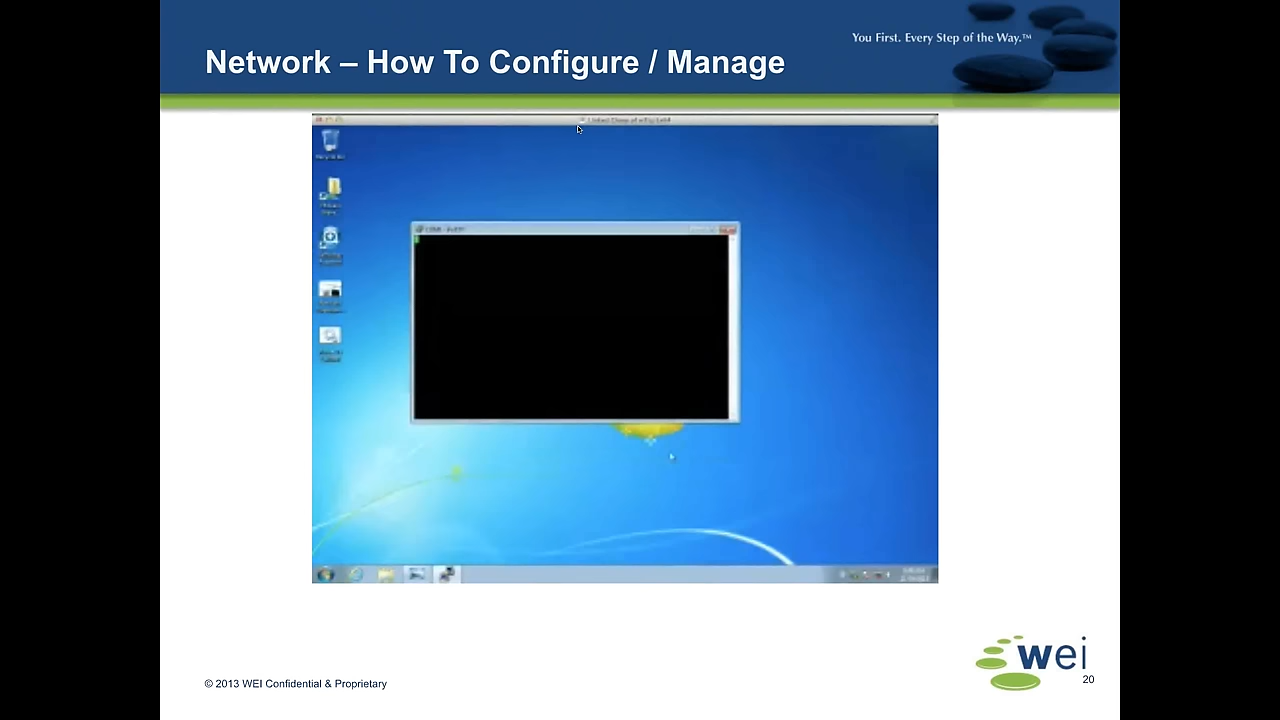 You First. Every Step of the Way.™
Network – How To Configure / Manage
wei
© 2013 WEI Confidential & Proprietary
20